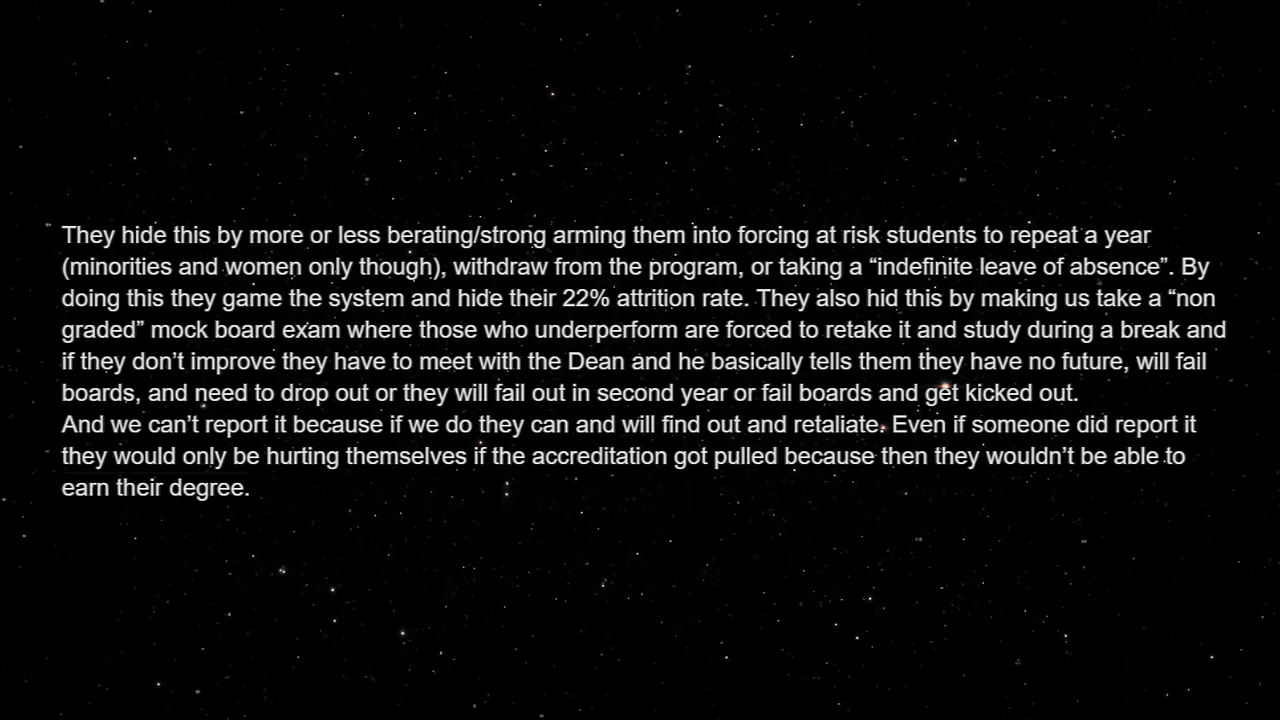 They hide this by more or less berating/strong arming them into forcing at risk students to repeat a year
(minorities and women only though), withdraw from the program, or taking a “indefinite leave of absence”. By
doing this they game the system and hide their 22% attrition rate. They also hid this by making us take a “non
graded” mock board exam where those who underperform are forced to retake it and study during a break and
if they don’t improve they have to meet with the Dean and he basically tells them they have no future, will fail
boards, and need to drop out or they will fail out in second year or fail boards and get kicked out.
And we can’t report it because if we do they can and will find out and retaliate. Even if someone did report it
they would only be hurting themselves if the accreditation got pulled because then they wouldn’t be able to
earn their degree.